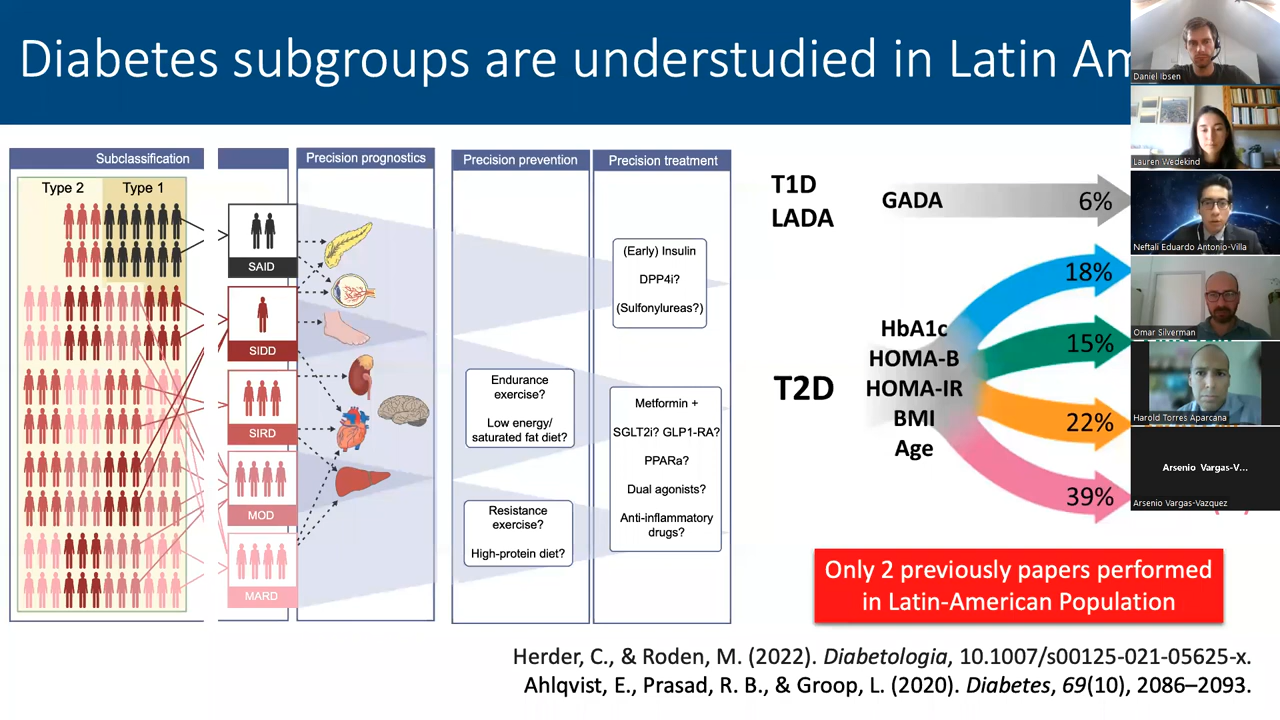 Diabetes subgroups are understudied in Latin Am
Daniel Ibsen
Lauren Wedekind
Neftali Eduardo Antonio-Villa
Omar Silverman
Harold Torres Aparcana
Arsenio Vargas-V...
Arsenio Vargas-Vazquez
Subclassification
Type 2
Type 1
SAID
SIDD
SIRD
MOD
MARD
Precision prognostics
Precision prevention
Endurance
exercise?
Low energy/
saturated fat diet?
Resistance
exercise?
High-protein diet?
Precision treatment
(Early) Insulin
DPP4i?
(Sulfonylureas?)
Metformin +
SGLT2i? GLP1-RA?
PPARa?
Dual agonists?
Anti-inflammatory
drugs?
T1D
LADA
GADA
6%
T2D
HbA1c
HOMA-B
HOMA-IR
BMI
Age
18%
15%
22%
39%
Only 2 previously papers performed
in Latin-American Population
Herder, C., & Roden, M. (2022). Diabetologia, 10.1007/s00125-021-05625-x.
Ahlqvist, E., Prasad, R. B., & Groop, L. (2020). Diabetes, 69(10), 2086–2093.